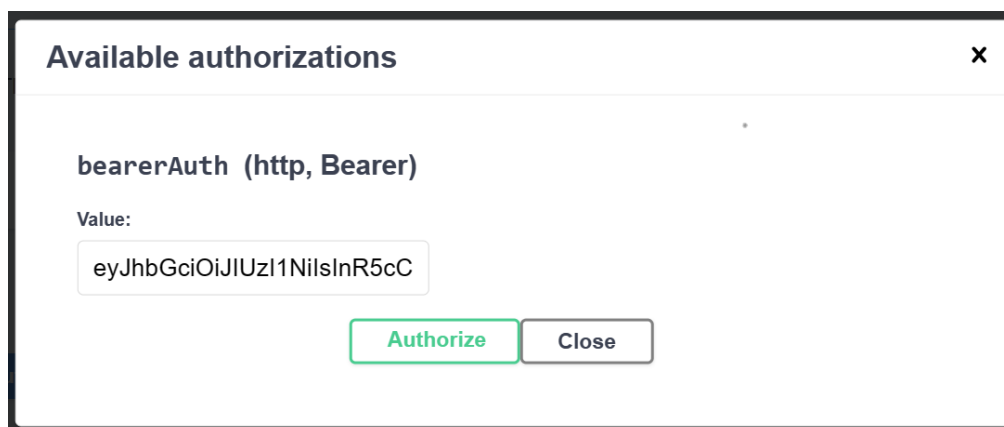 Available authorizations
×
bearerAuth (http, Bearer)
Value:
eyJhbGciOiJIUzI1NiIsInR5cC
Authorize
Close